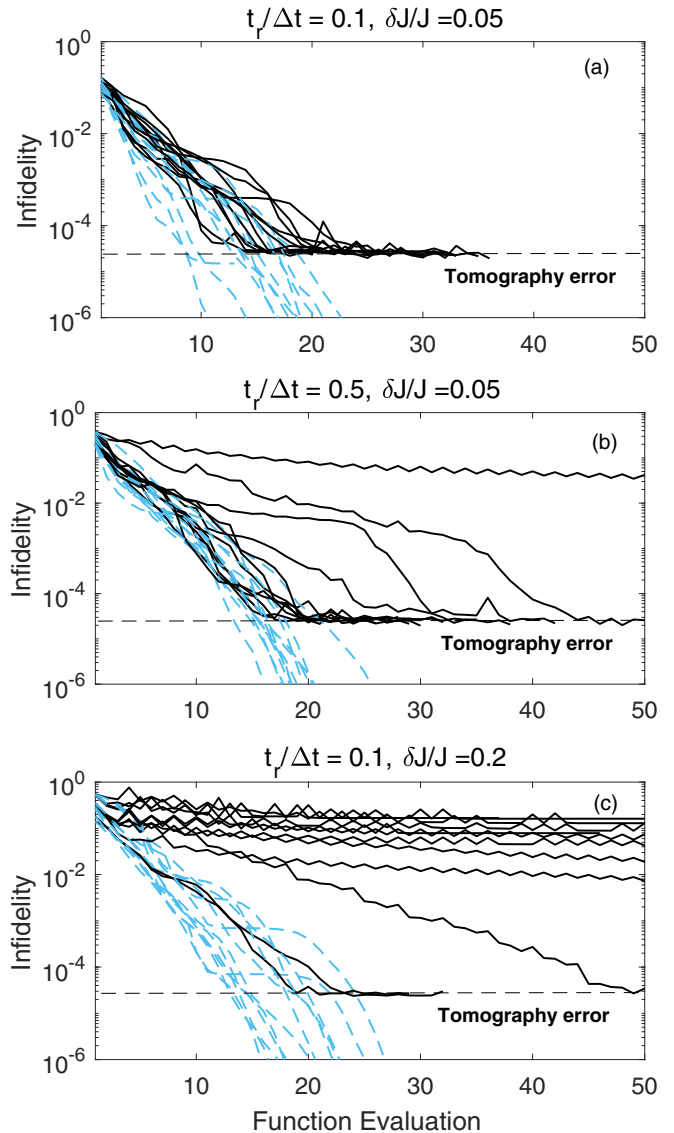 t_r/Δt = 0.1, δJ/J =0.05
10^0
(a)
10^-2
Infidelity
10^-4
Tomography error
10^-6
10 20 30 40 50
t_r/Δt = 0.5, δJ/J =0.05
10^0
(b)
10^-2
Infidelity
10^-4
Tomography error
10^-6
10 20 30 40 50
t_r/Δt = 0.1, δJ/J =0.2
10^0
(c)
10^-2
Infidelity
10^-4
Tomography error
10^-6
10 20 30 40 50
Function Evaluation